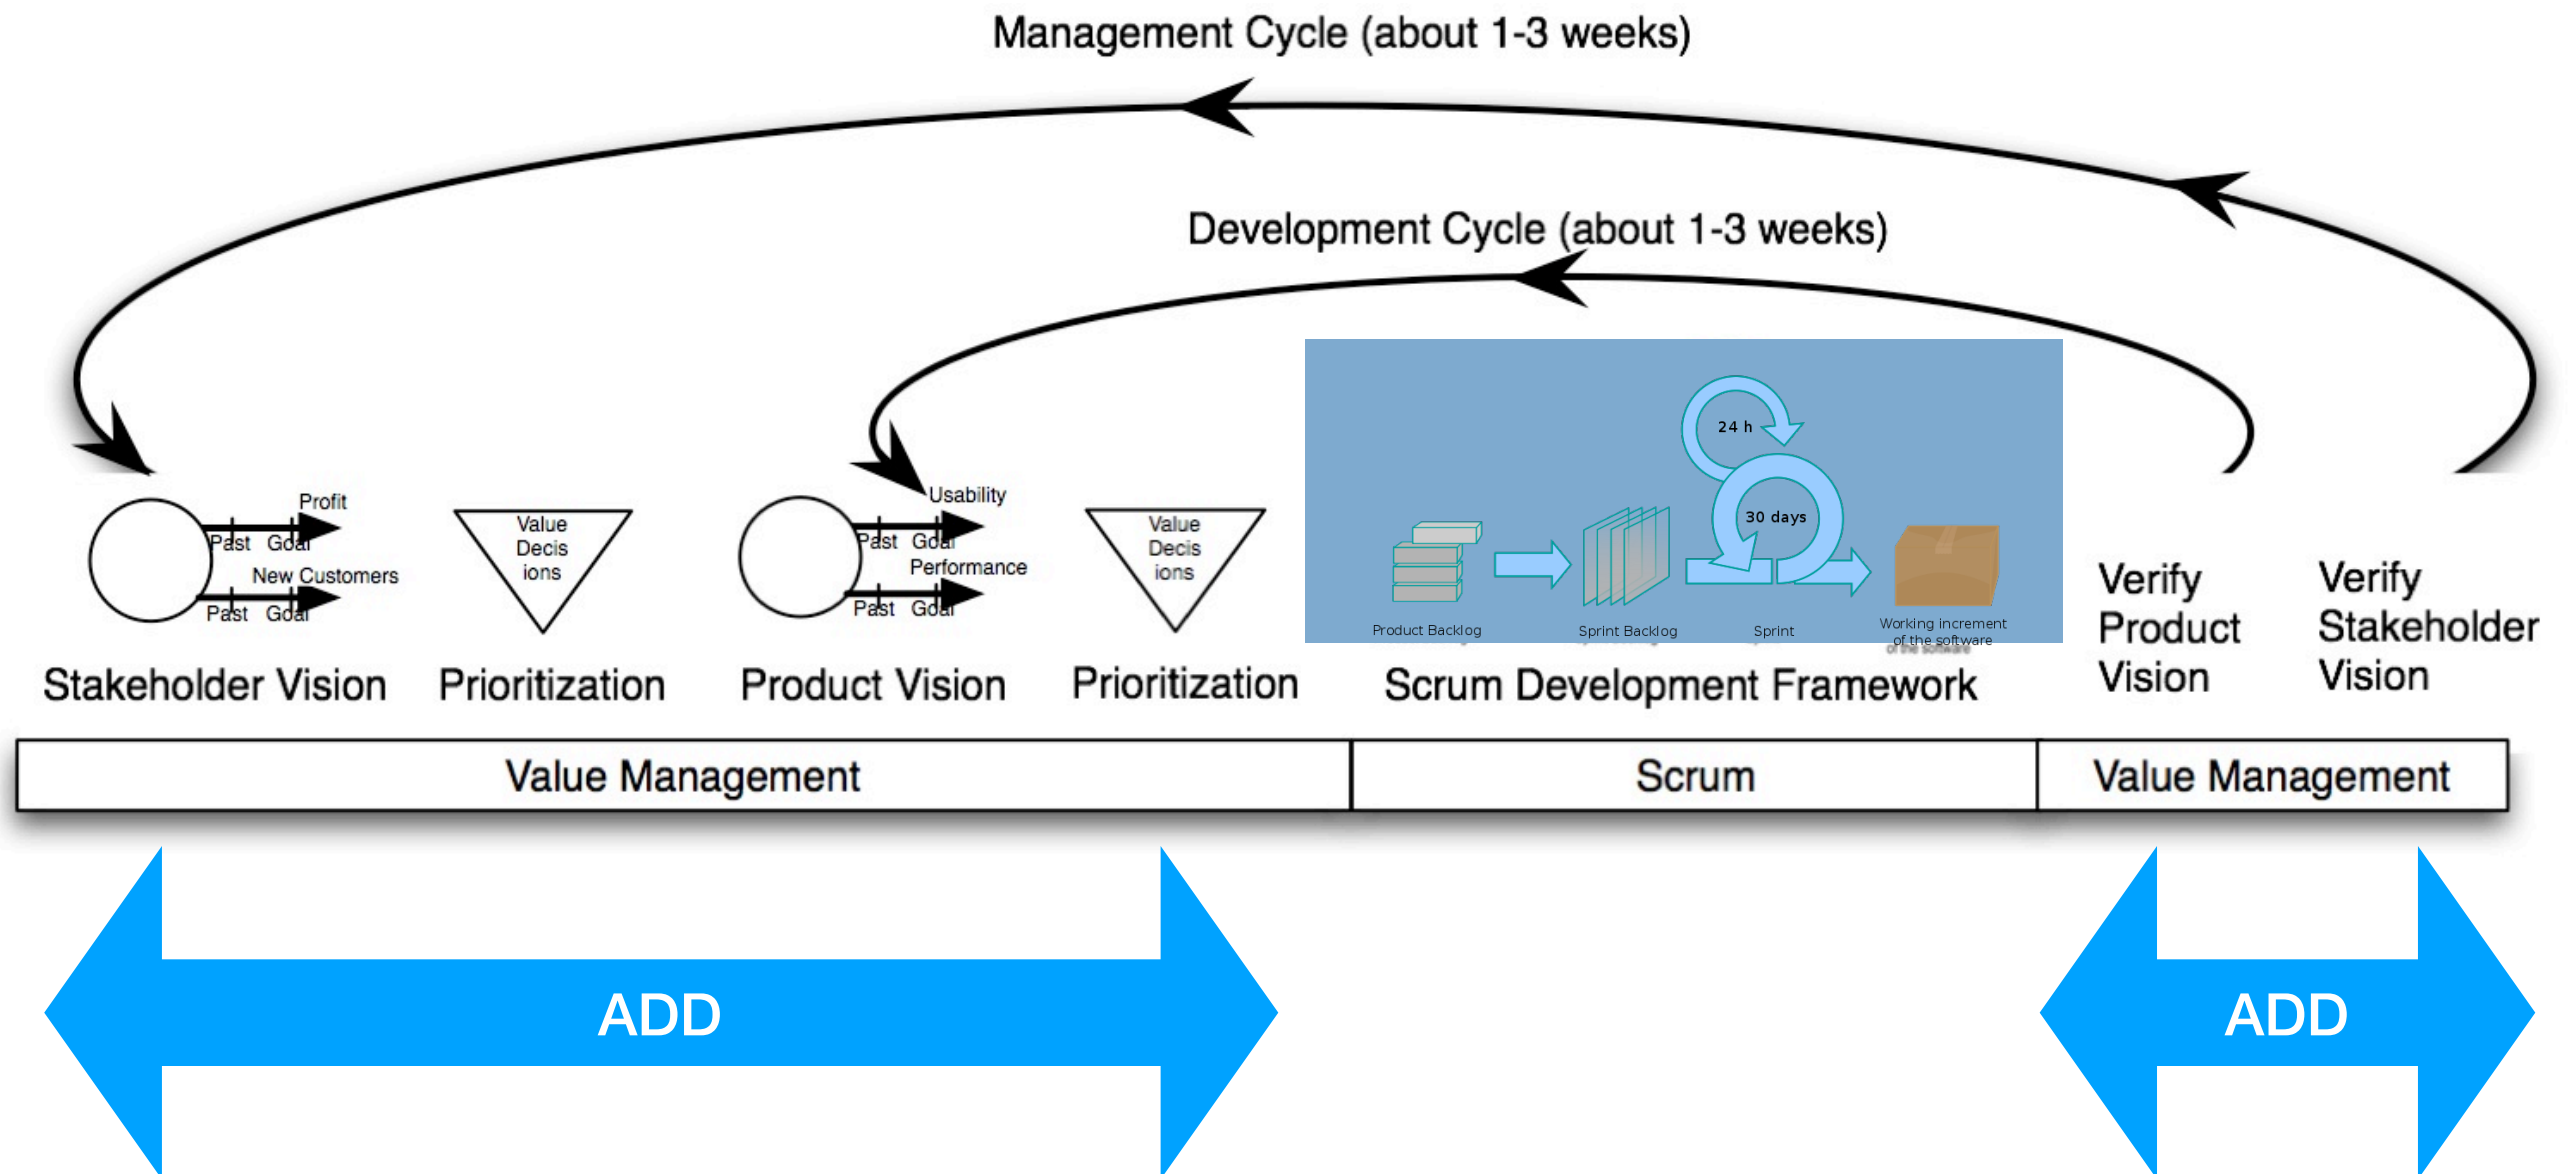 Management Cycle (about 1-3 weeks)
Development Cycle (about 1-3 weeks)
Profit
Past Goal
New Customers
Past Goal
Value
Decis
ions
Usability
Past Goal
Performance
Past Goal
Value
Decis
ions
24 h
30 days
Product Backlog
Sprint Backlog
Sprint
Working increment
of the software
of the software
Verify
Product
Vision
Verify
Stakeholder
Vision
Stakeholder Vision
Prioritization
Product Vision
Prioritization
Scrum Development Framework
Value Management
Scrum
Value Management
ADD
ADD